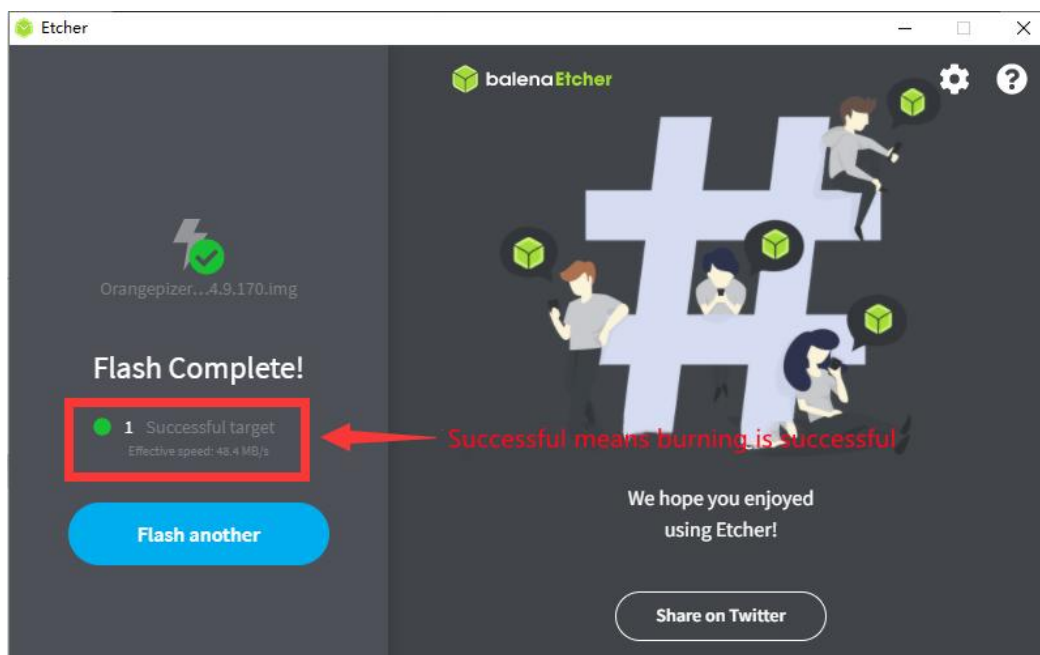 Etcher
balenaEtcher
Orangepizer...4.9.170.img
Flash Complete!
1 Successful target
Effective speed: 48.4 MB/s
Successful means burning is successful
Flash another
We hope you enjoyed
using Etcher!
Share on Twitter